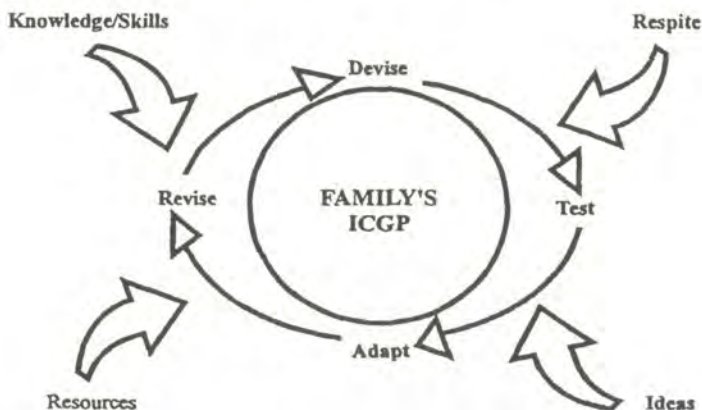 Knowledge/Skills
Respite
Devise
Revise
FAMILY'S
ICGP
Test
Adapt
Resources
Ideas